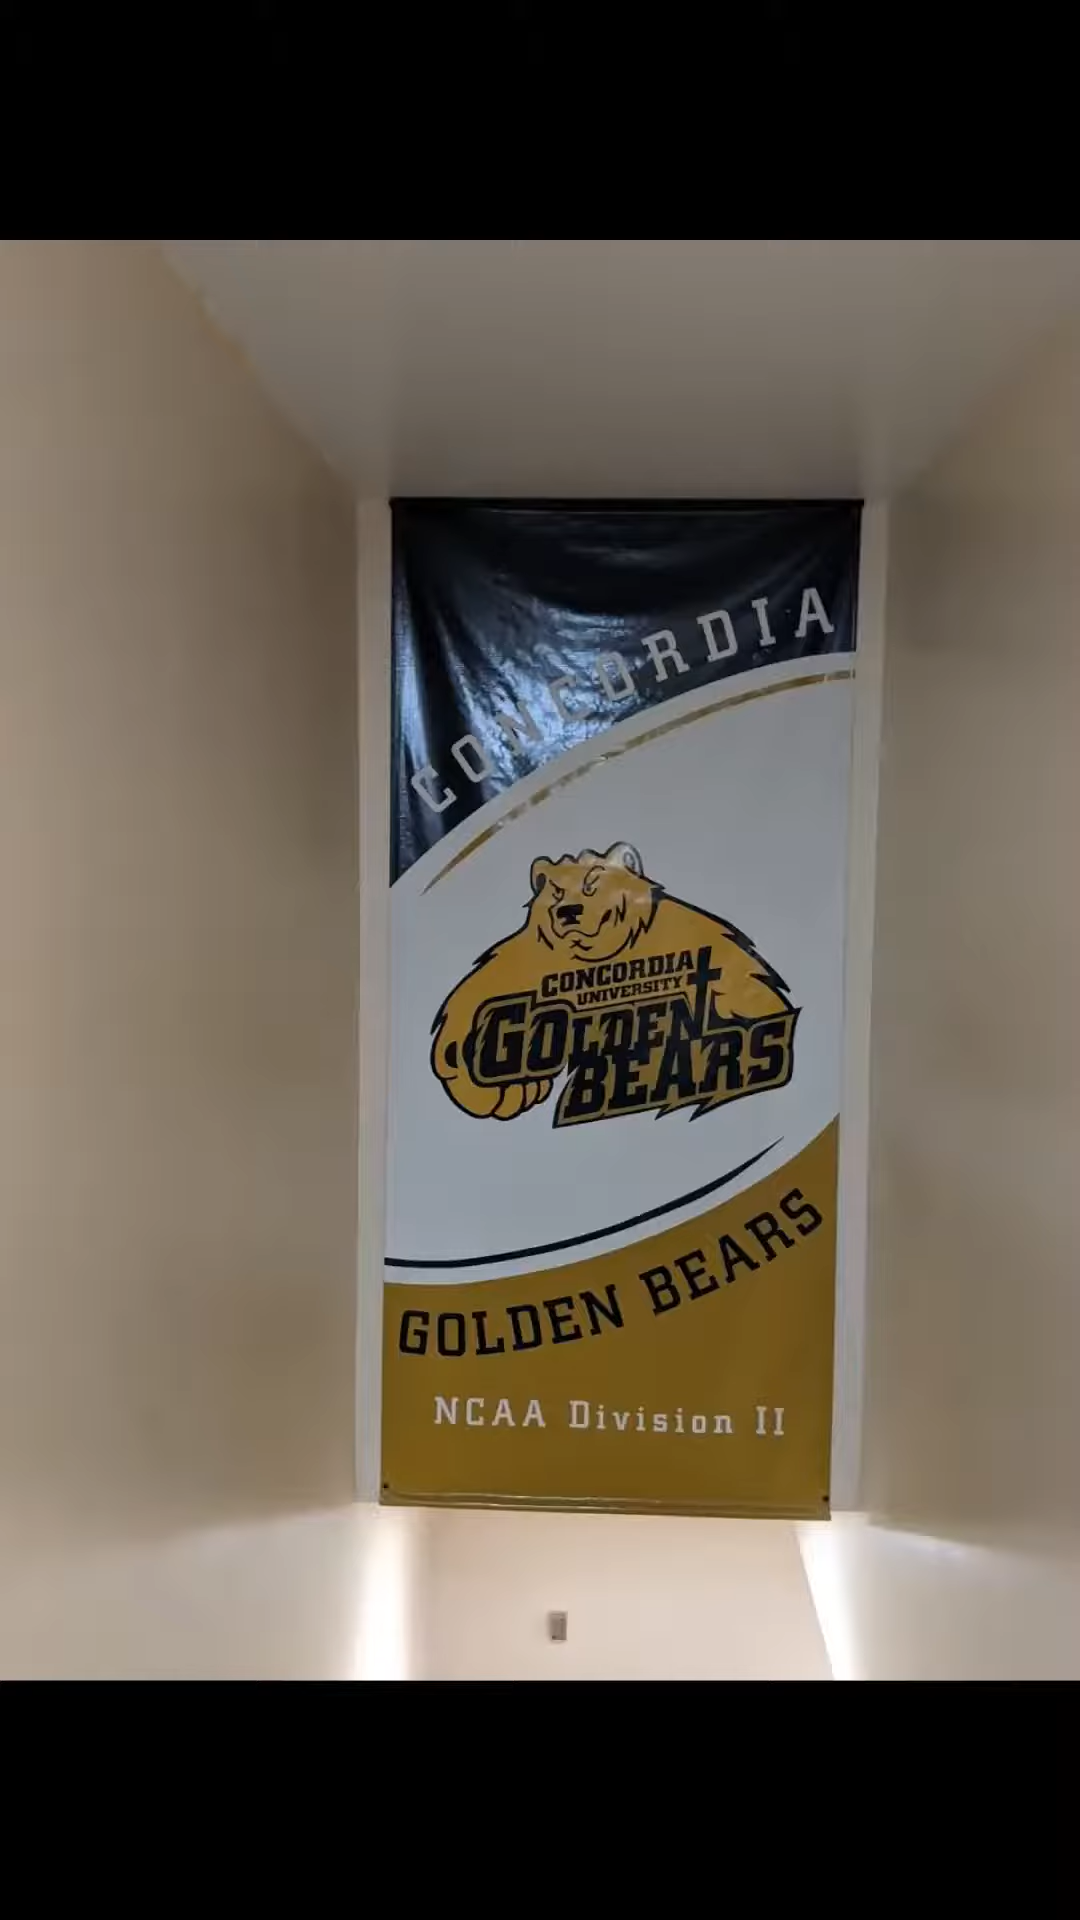 CONCORDIA
CONCORDIA
UNIVERSITY
GOLDEN
BEARS
GOLDEN BEARS
NCAA Division II